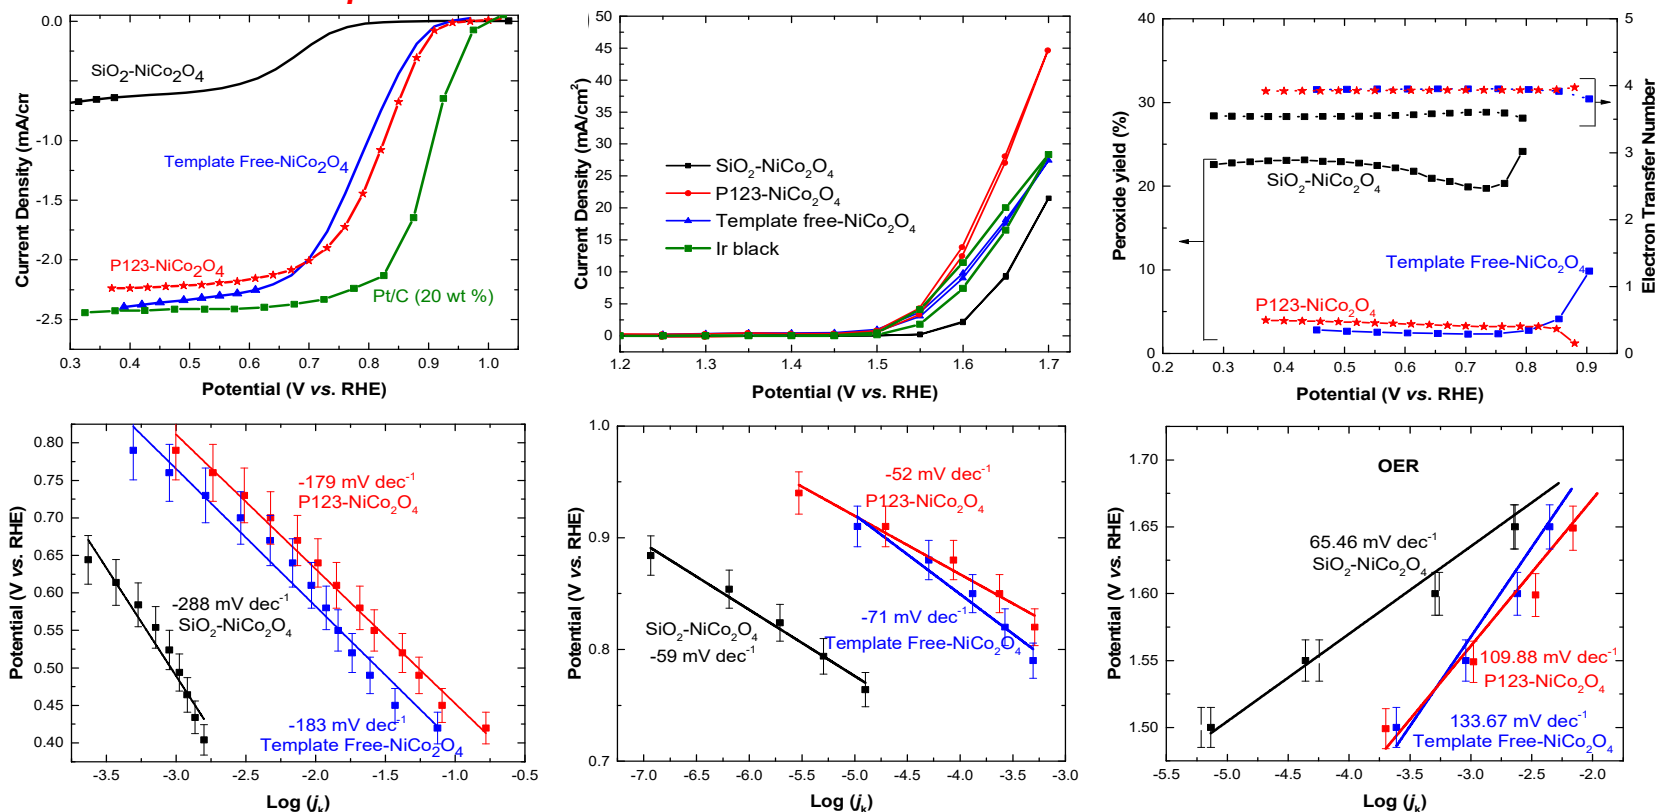 0.0
-0.5
-1.0
-1.5
-2.0
-2.5
0.3 0.4 0.5 0.6 0.7 0.8 0.9 1.0
Current Density (mA/cm
Potential (V vs. RHE)
SiO2-NiCo2O4
Template Free-NiCo2O4
P123-NiCo2O4
Pt/C (20 wt %)
50
45
40
35
30
25
20
15
10
5
0
1.2 1.3 1.4 1.5 1.6 1.7
Current Density (mA/cm2)
Potential (V vs. RHE)
SiO2-NiCo2O4
P123-NiCo2O4
Template free-NiCo2O4
Ir black
40
30
20
10
0
5
4
3
2
1
0
0.2 0.3 0.4 0.5 0.6 0.7 0.8 0.9 1.0
Peroxide yield (%)
Electron Transfer Number
Potential (V vs. RHE)
SiO2-NiCo2O4
Template Free-NiCo2O4
P123-NiCo2O4
0.80
0.75
0.70
0.65
0.60
0.55
0.50
0.45
0.40
-3.5 -3.0 -2.5 -2.0 -1.5 -1.0 -0.5
Potential (V vs. RHE)
Log (jk)
-179 mV dec-1
P123-NiCo2O4
-288 mV dec-1
SiO2-NiCo2O4
-183 mV dec-1
Template Free-NiCo2O4
1.0
0.9
0.8
0.7
-7.0 -6.5 -6.0 -5.5 -5.0 -4.5 -4.0 -3.5 -3.0
Potential (V vs. RHE)
Log (jk)
-52 mV dec-1
P123-NiCo2O4
SiO2-NiCo2O4
-59 mV dec-1
-71 mV dec-1
Template Free-NiCo2O4
1.70
1.65
1.60
1.55
1.50
-5.5 -5.0 -4.5 -4.0 -3.5 -3.0 -2.5 -2.0
Potential (V vs. RHE)
Log (jk)
OER
65.46 mV dec-1
SiO2-NiCo2O4
109.88 mV dec-1
P123-NiCo2O4
133.67 mV dec-1
Template Free-NiCo2O4